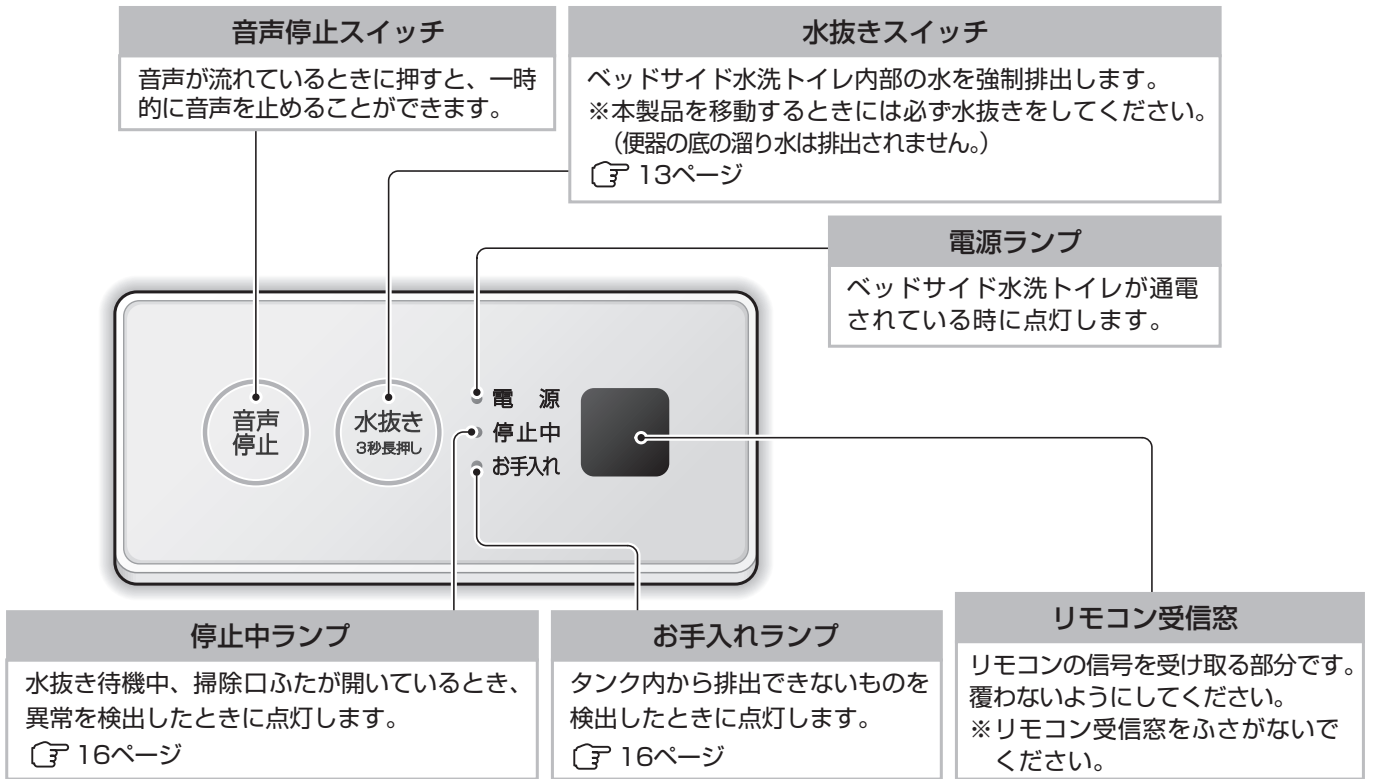 音声停止スイッチ
音声が流れているときに押すと、一時
的に音声を止めることができます。
水抜きスイッチ
ベッドサイド水洗トイレ内部の水を強制排出します。
※本製品を移動するときには必ず水抜きをしてください。
（便器の底の溜り水は排出されません。）
13ページ
電源ランプ
ベッドサイド水洗トイレが通電
されている時に点灯します。
音声
停止
水抜き
3秒長押し
電 源
停止中
お手入れ
停止中ランプ
水抜き待機中、掃除口ふたが開いているとき、
異常を検出したときに点灯します。
16ページ
お手入れランプ
タンク内から排出できないものを
検出したときに点灯します。
16ページ
リモコン受信窓
リモコンの信号を受け取る部分です。
覆わないようにしてください。
※リモコン受信窓をふさがないで
ください。